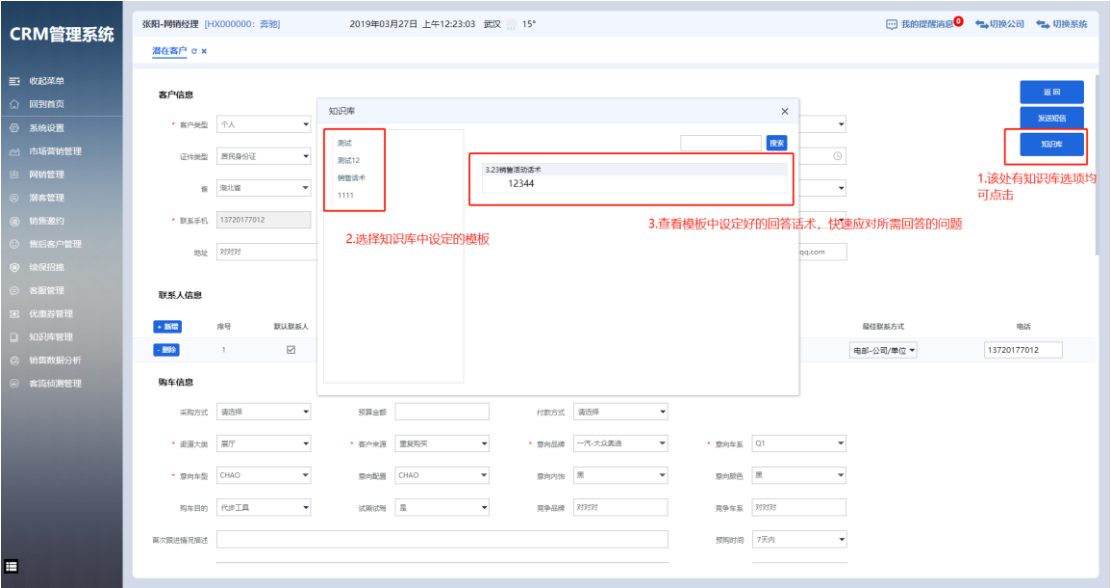 CRM管理系统
张阳-网销经理 [HX000000：奔驰]
2019年03月27日 上午12:23:03 武汉 15°
我的提醒消息 0 切换公司 切换系统
潜在客户
收起菜单
回到首页
系统设置
市场营销管理
网销管理
潜客管理
销售邀约
售后客户管理
续保招揽
客服管理
优惠券管理
知识库管理
销售数据分析
客流侦测管理
客户信息
* 客户类型 个人
证件类型 居民身份证
省 湖北省
* 联系手机 13720177012
地址 对对对
qq.com
返回
发送短信
知识库
1.该处有知识库选项均
可点击
知识库
测试
测试12
销售话术
1111
搜索
3.23销售活动话术
12344
2.选择知识库中设定的模板
3.查看模板中设定好的回答话术，快速应对所需回答的问题
联系人信息
+ 新增 序号 默认联系人 最佳联系方式 电话
- 删除 1 电邮-公司/单位 13720177012
购车信息
采购方式 请选择 预算金额 付款方式 请选择
* 渠道大类 展厅 * 客户来源 重复购买 * 意向品牌 一汽-大众奥迪 * 意向车系 Q1
* 意向车型 CHAO 意向配置 CHAO 意向内饰 黑 意向颜色 黑
购车目的 代步工具 试乘试驾 是 竞争品牌 对对对 竞争车系 对对对
首次跟进情况描述 预购时间 7天内